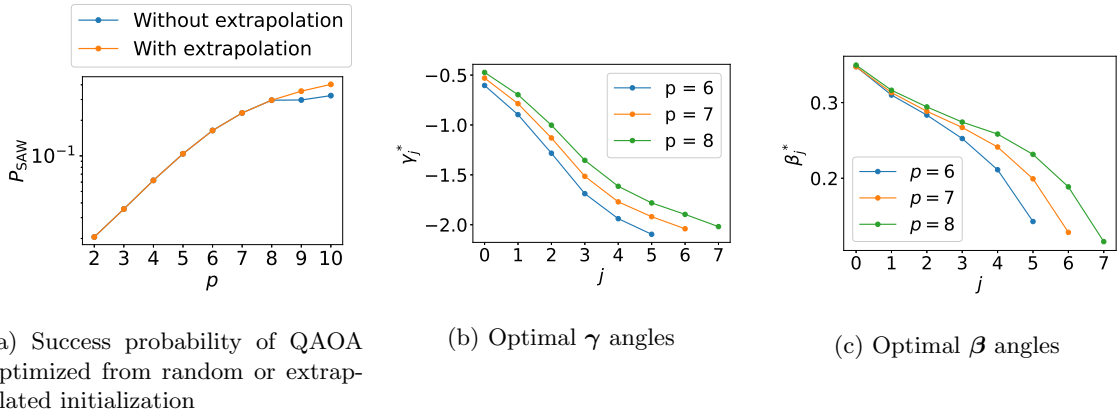 Without extrapolation
With extrapolation
10⁻¹
P_SAW
2 3 4 5 6 7 8 9 10
p
−0.5
−1.0
−1.5
−2.0
γ*_j
p = 6
p = 7
p = 8
0 1 2 3 4 5 6 7
j
0.3
0.2
β*_j
p = 6
p = 7
p = 8
0 1 2 3 4 5 6 7
j
a) Success probability of QAOA
ptimized from random or extrap-
lated initialization
(b) Optimal γ angles
(c) Optimal β angles